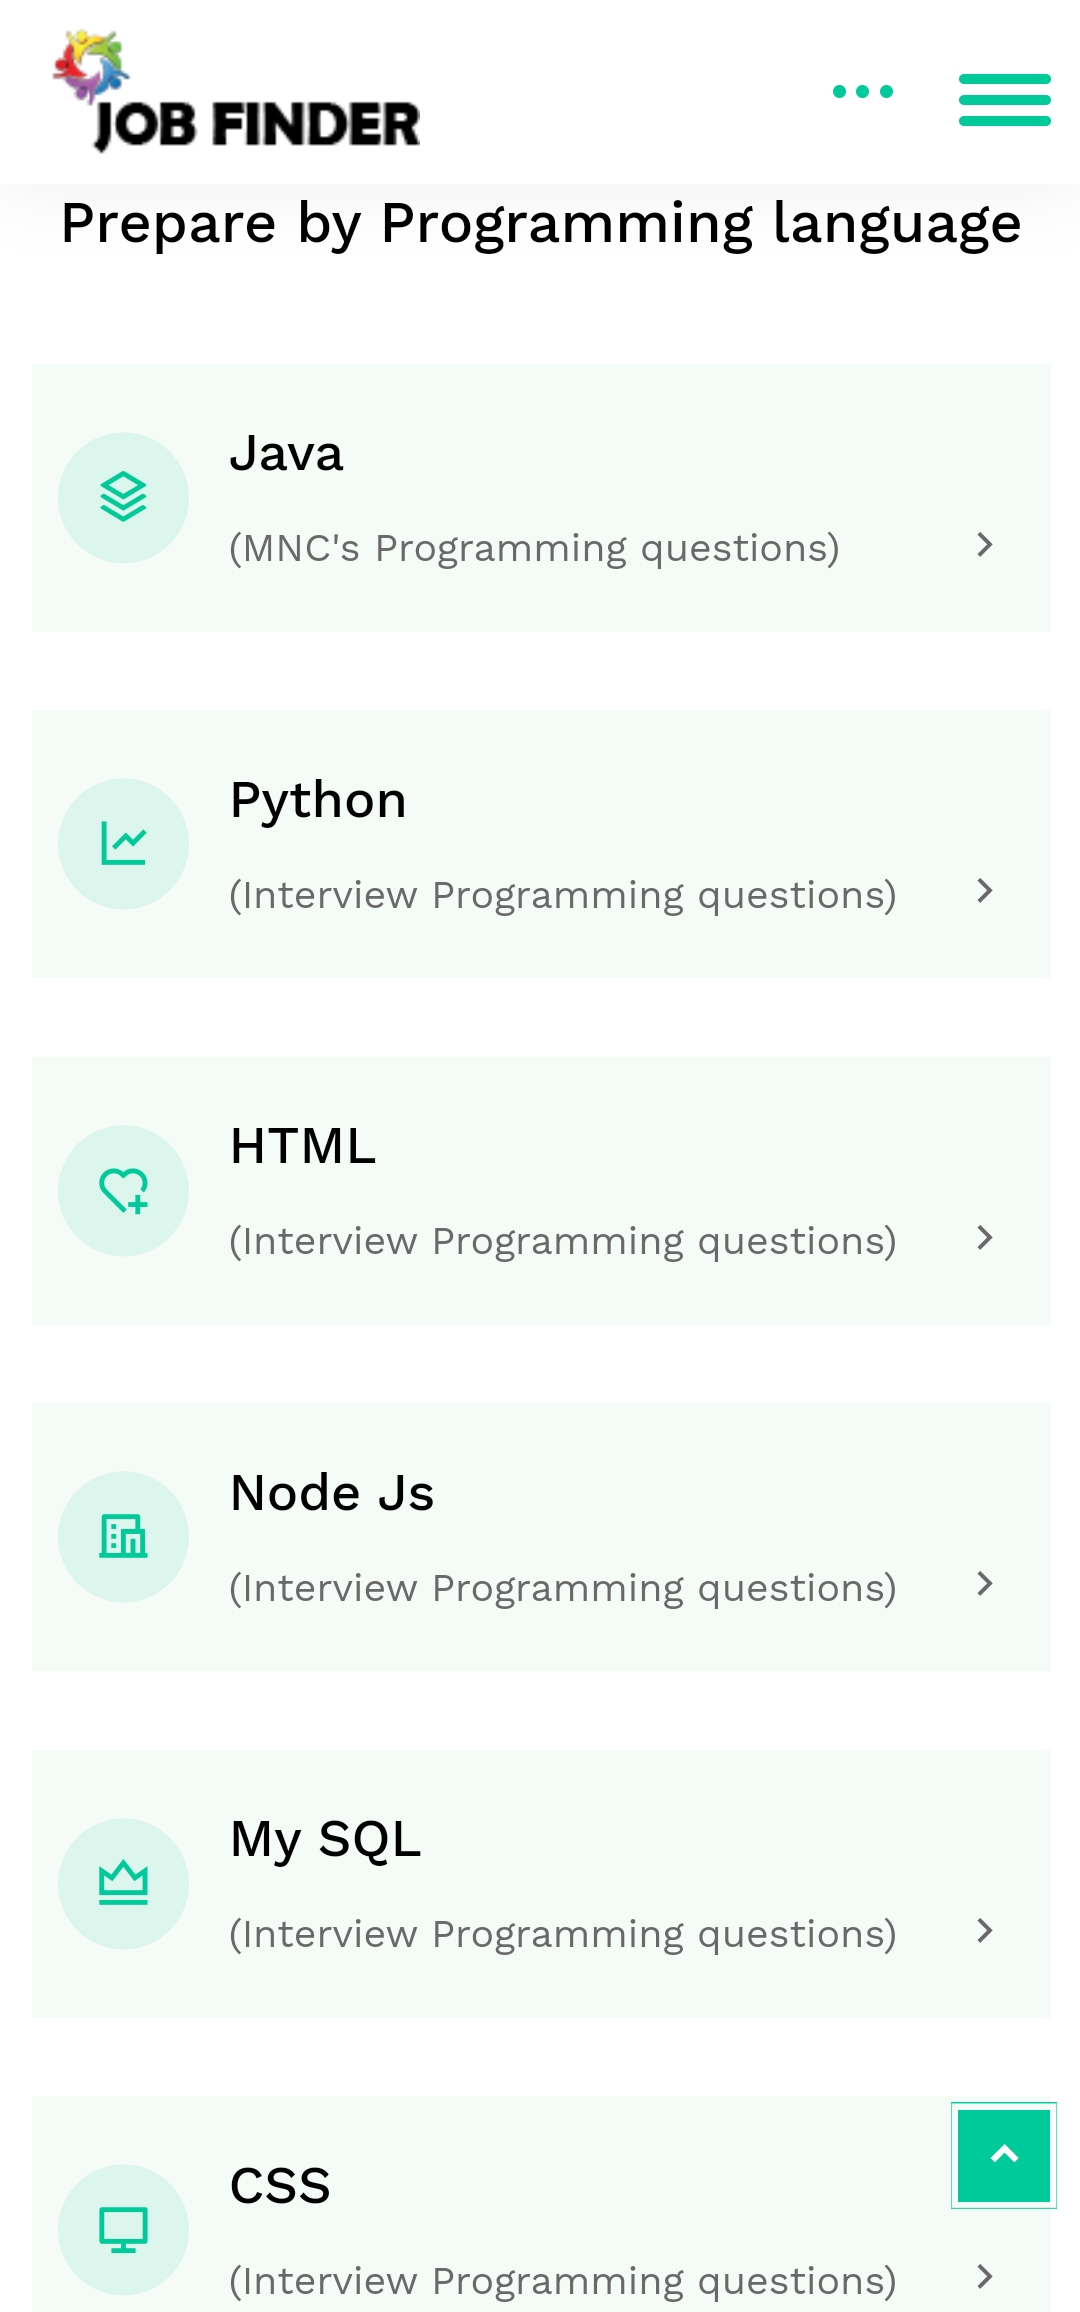 JOB FINDER
Prepare by Programming language
Java
(MNC's Programming questions)
Python
(Interview Programming questions)
HTML
(Interview Programming questions)
Node Js
(Interview Programming questions)
My SQL
(Interview Programming questions)
CSS
(Interview Programming questions)